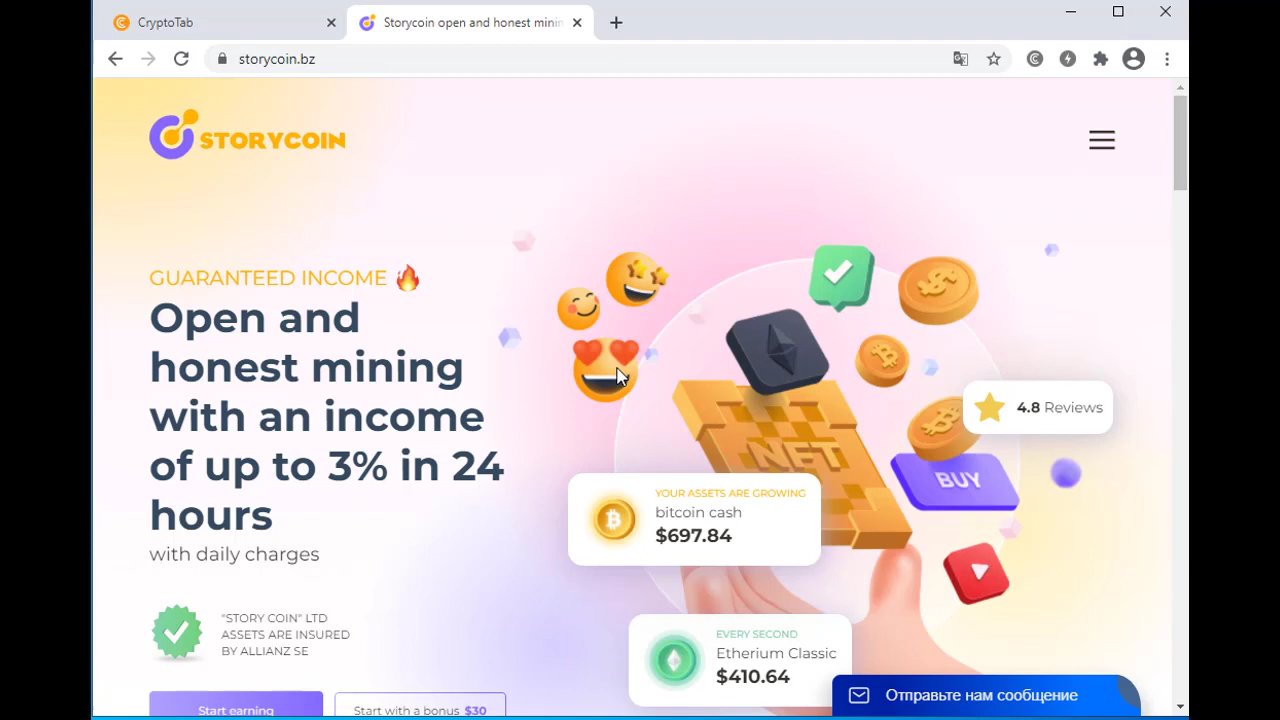 CryptoTab
Storycoin open and honest minin
storycoin.bz
STORYCOIN
GUARANTEED INCOME 🔥
Open and
honest mining
with an income
of up to 3% in 24
hours
with daily charges
"STORY COIN" LTD
ASSETS ARE INSURED
BY ALLIANZ SE
Start earning
Start with a bonus $30
4.8 Reviews
NFT
BUY
YOUR ASSETS ARE GROWING
bitcoin cash
$697.84
EVERY SECOND
Etherium Classic
$410.64
Отправьте нам сообщение